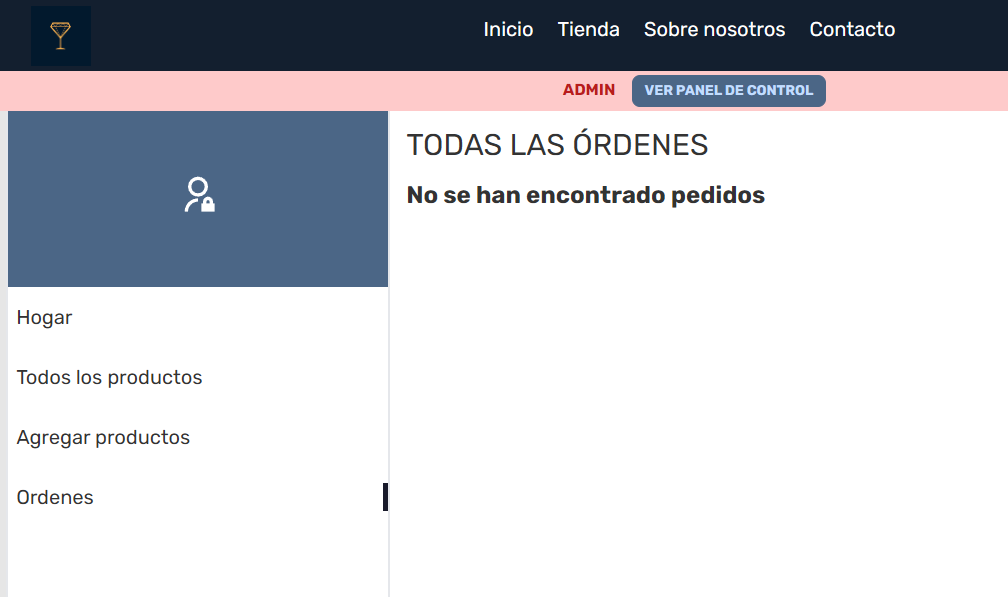 Inicio Tienda Sobre nosotros Contacto
ADMIN VER PANEL DE CONTROL
TODAS LAS ÓRDENES
No se han encontrado pedidos
Hogar
Todos los productos
Agregar productos
Ordenes